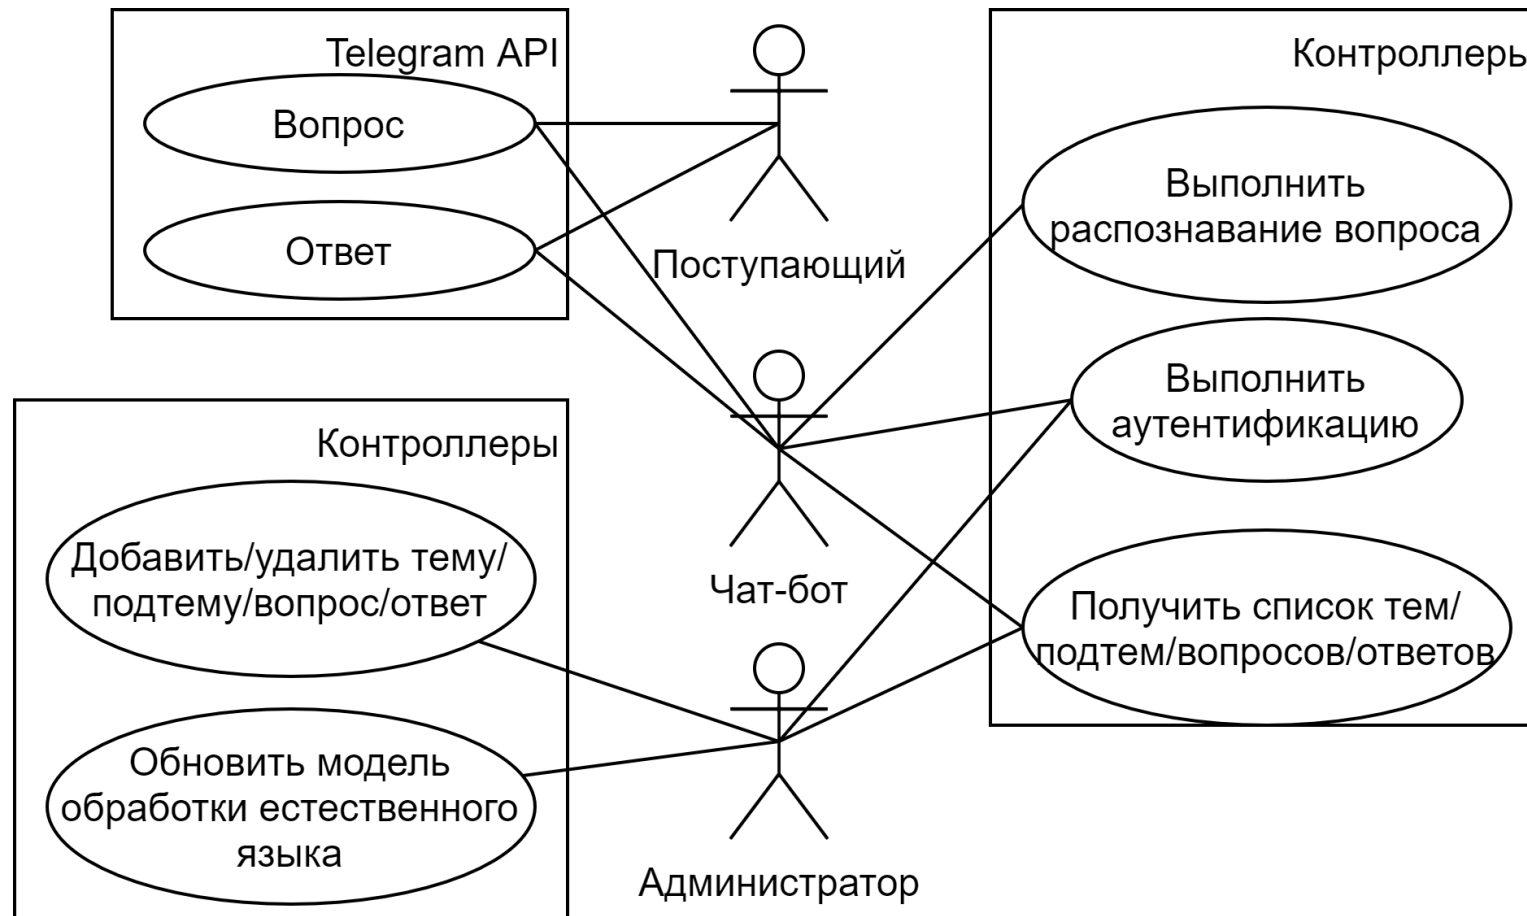 Telegram API
Вопрос
Ответ
Поступающий
Контроллеры
Выполнить
распознавание вопроса
Выполнить
аутентификацию
Получить список тем/
подтем/вопросов/ответов
Чат-бот
Контроллеры
Добавить/удалить тему/
подтему/вопрос/ответ
Обновить модель
обработки естественного
языка
Администратор